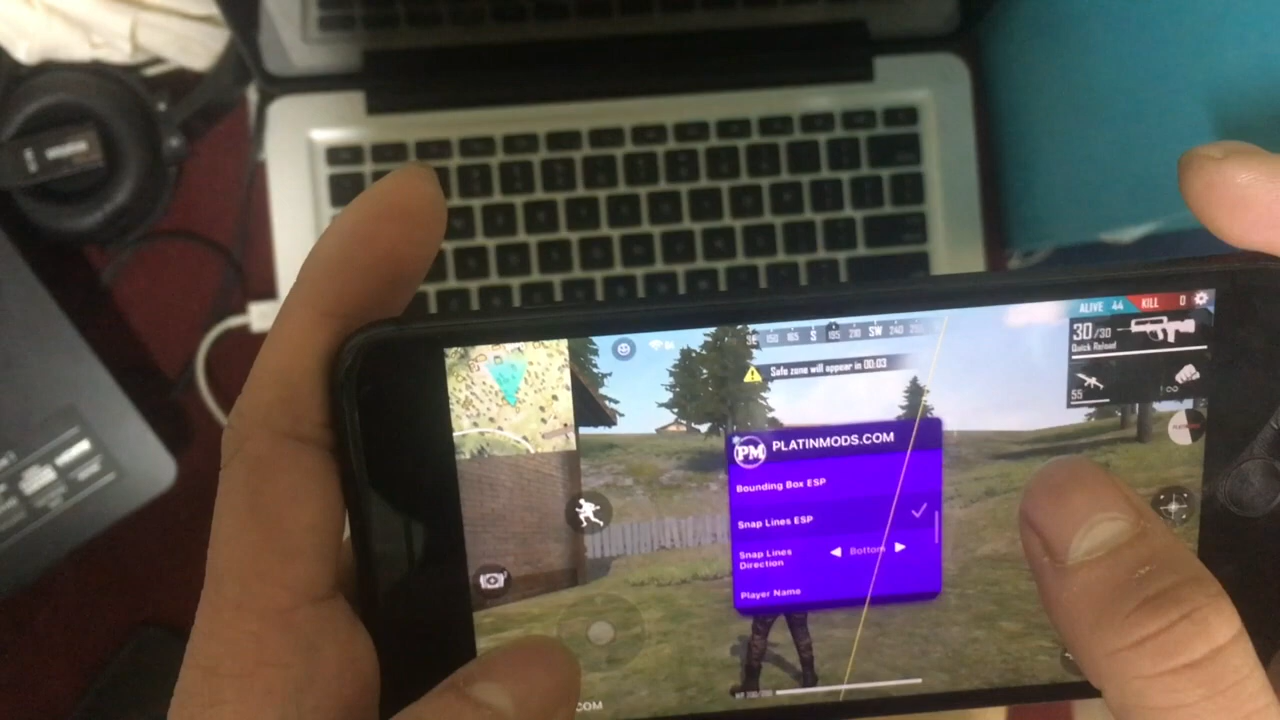 ALIVE 44 KILL 0
150 165 S 195 210 SW 240
30/30
Quick Reload
Safe zone will appear in 00:03
55
PM PLATINMODS.COM
Bounding Box ESP
Snap Lines ESP
Snap Lines
Direction
Bottom
Player Name
.COM